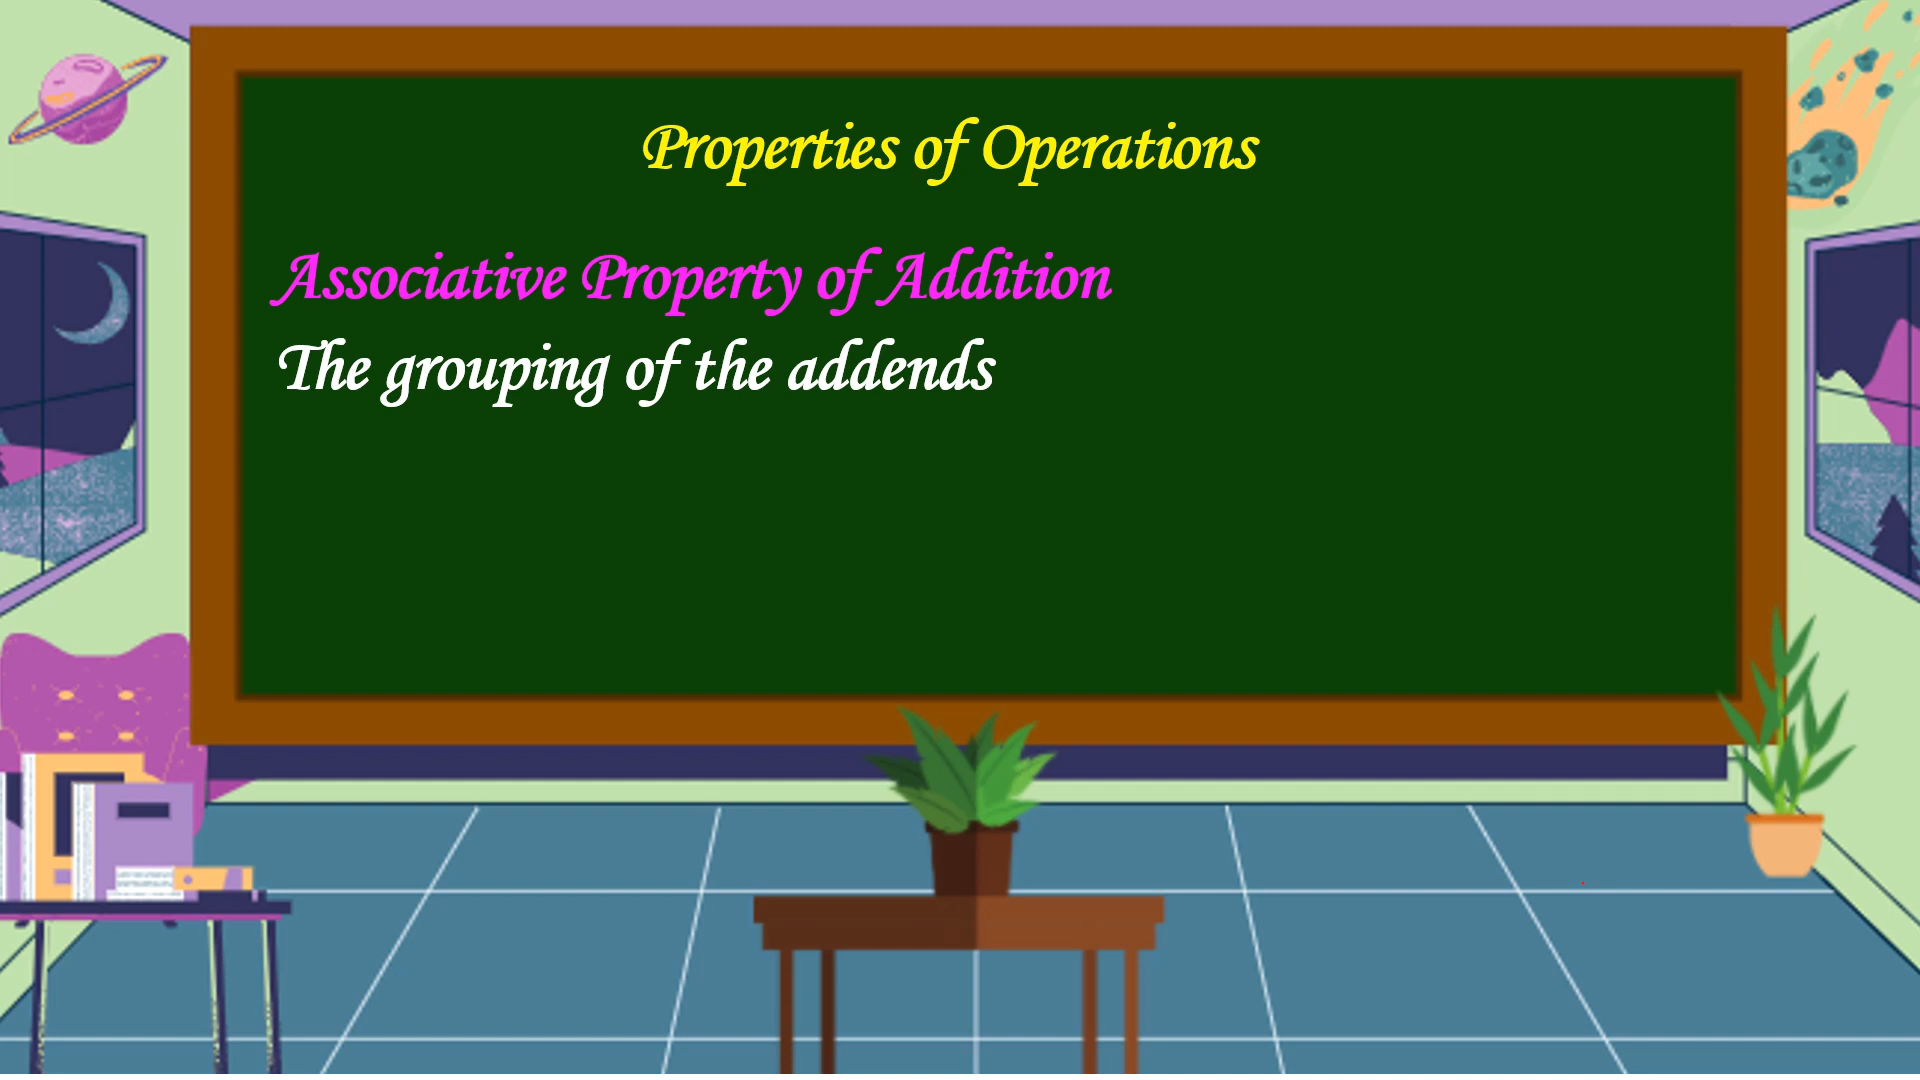 Properties of Operations
Associative Property of Addition
The grouping of the addends